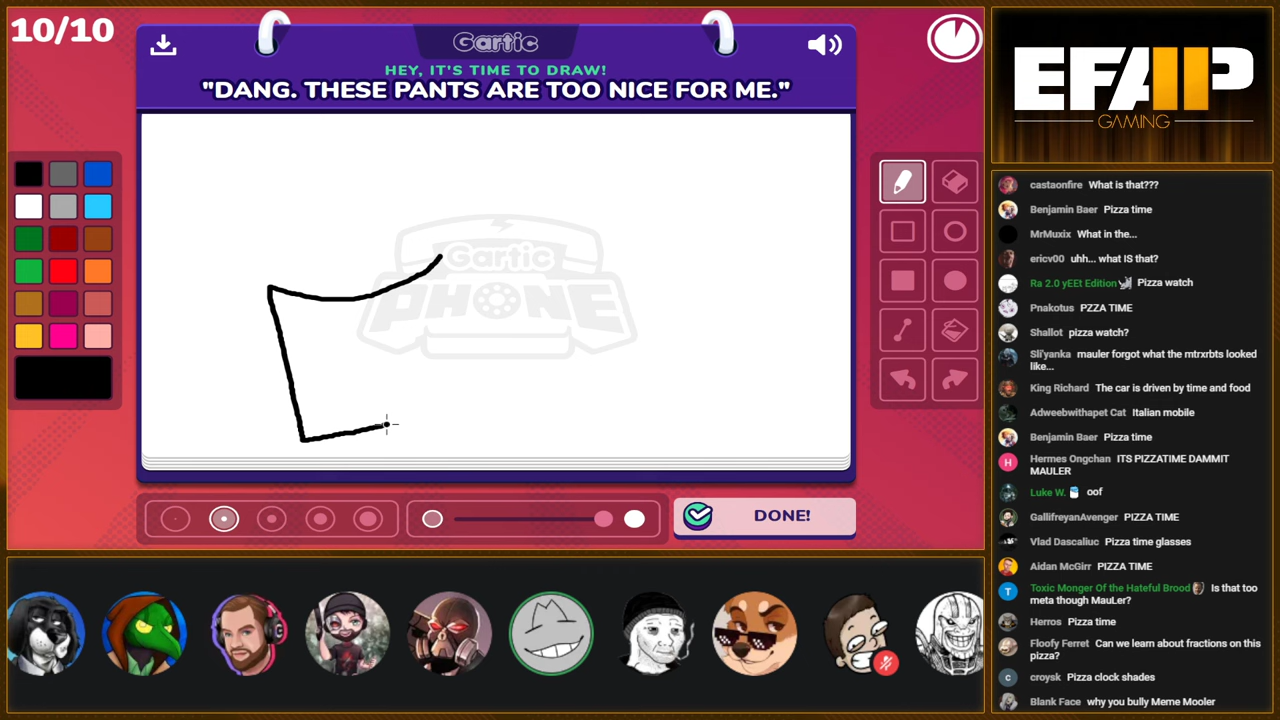 10/10
Gartic
HEY, IT'S TIME TO DRAW!
"DANG. THESE PANTS ARE TOO NICE FOR ME."
Gartic
PHONE
DONE!
EFAP
GAMING
castaonfire What is that???
Benjamin Baer Pizza time
MrMuxix What in the...
ericv00 uhh... what IS that?
Ra 2.0 yEEt Edition Pizza watch
Pnakotus PZZA TIME
Shallot pizza watch?
Sli'yanka mauler forgot what the mtrxrbts looked
like...
King Richard The car is driven by time and food
Adweebwithapet Cat Italian mobile
Benjamin Baer Pizza time
H Hermes Ongchan ITS PIZZATIME DAMMIT
MAULER
Luke W. oof
GallifreyanAvenger PIZZA TIME
Vlad Dascaliuc Pizza time glasses
Aidan McGirr PIZZA TIME
T Toxic Monger Of the Hateful Brood Is that too
meta though MauLer?
Herros Pizza time
Floofy Ferret Can we learn about fractions on this
pizza?
c croysk Pizza clock shades
Blank Face why you bully Meme Mooler